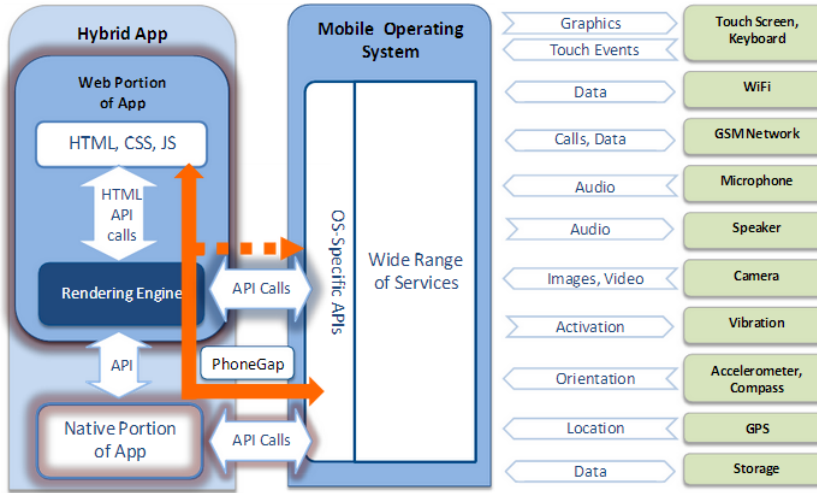 Hybrid App
Web Portion
of App
HTML, CSS, JS
HTML
API
calls
Rendering Engine
API
Native Portion
of App
PhoneGap
API Calls
API Calls
Mobile Operating
System
OS-Specific APIs
Wide Range
of Services
Graphics
Touch Events
Touch Screen,
Keyboard
Data
WiFi
Calls, Data
GSM Network
Audio
Microphone
Audio
Speaker
Images, Video
Camera
Activation
Vibration
Orientation
Accelerometer,
Compass
Location
GPS
Data
Storage